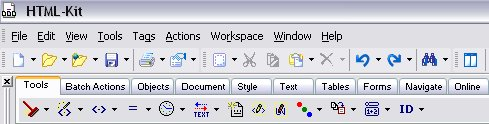 HTML-Kit
File Edit View Tools Tags Actions Workspace Window Help
Tools Batch Actions Objects Document Style Text Tables Forms Navigate Online
TEXT ID